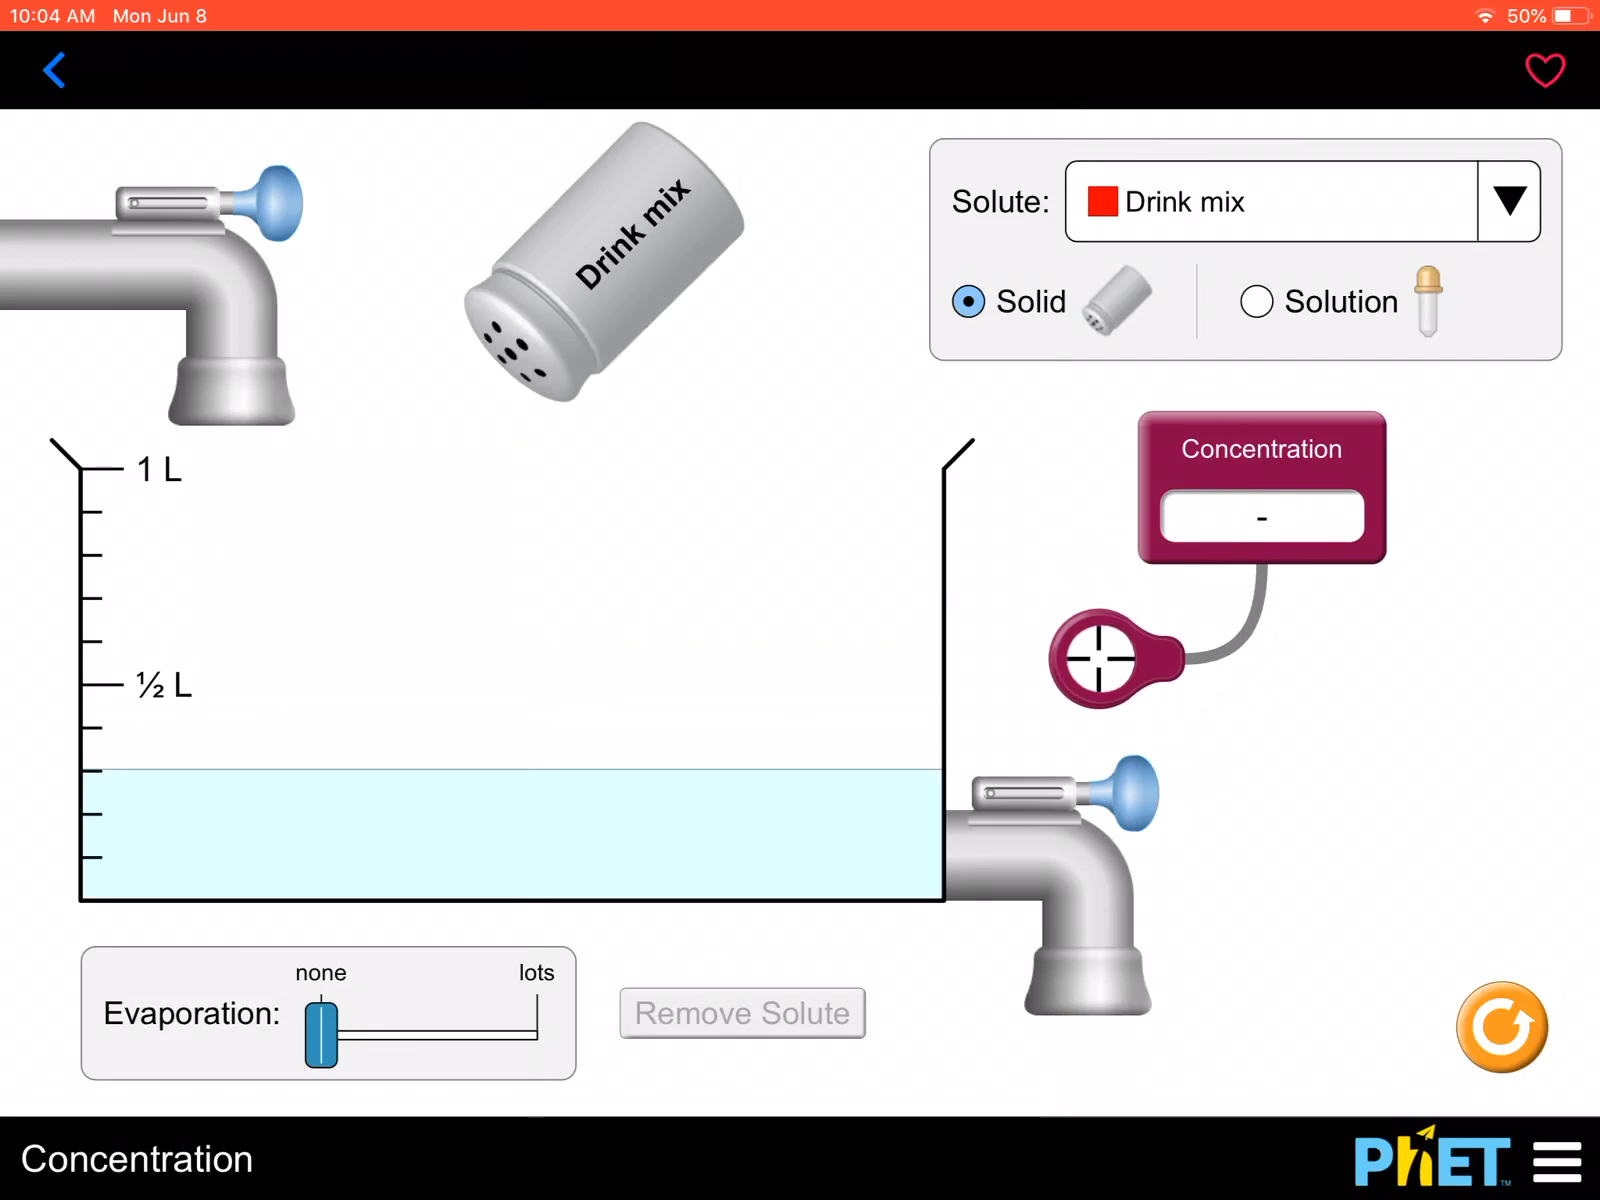 10:04 AM Mon Jun 8
50%
Drink mix
Solute: Drink mix
Solid
Solution
Concentration
-
1 L
½ L
none
lots
Evaporation:
Remove Solute
Concentration
PhET™